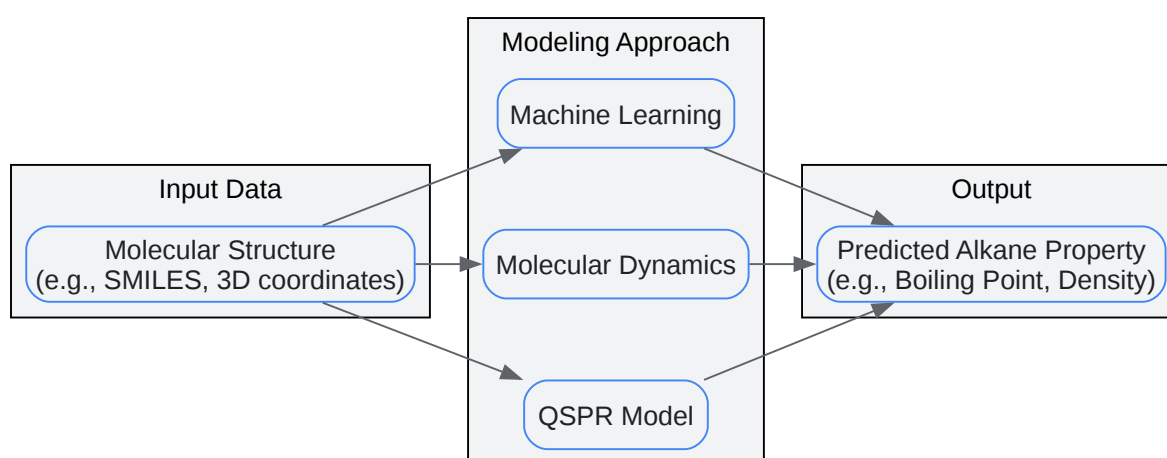 Modeling Approach
Machine Learning
Input Data
Molecular Structure
(e.g., SMILES, 3D coordinates)
Molecular Dynamics
Output
Predicted Alkane Property
(e.g., Boiling Point, Density)
QSPR Model